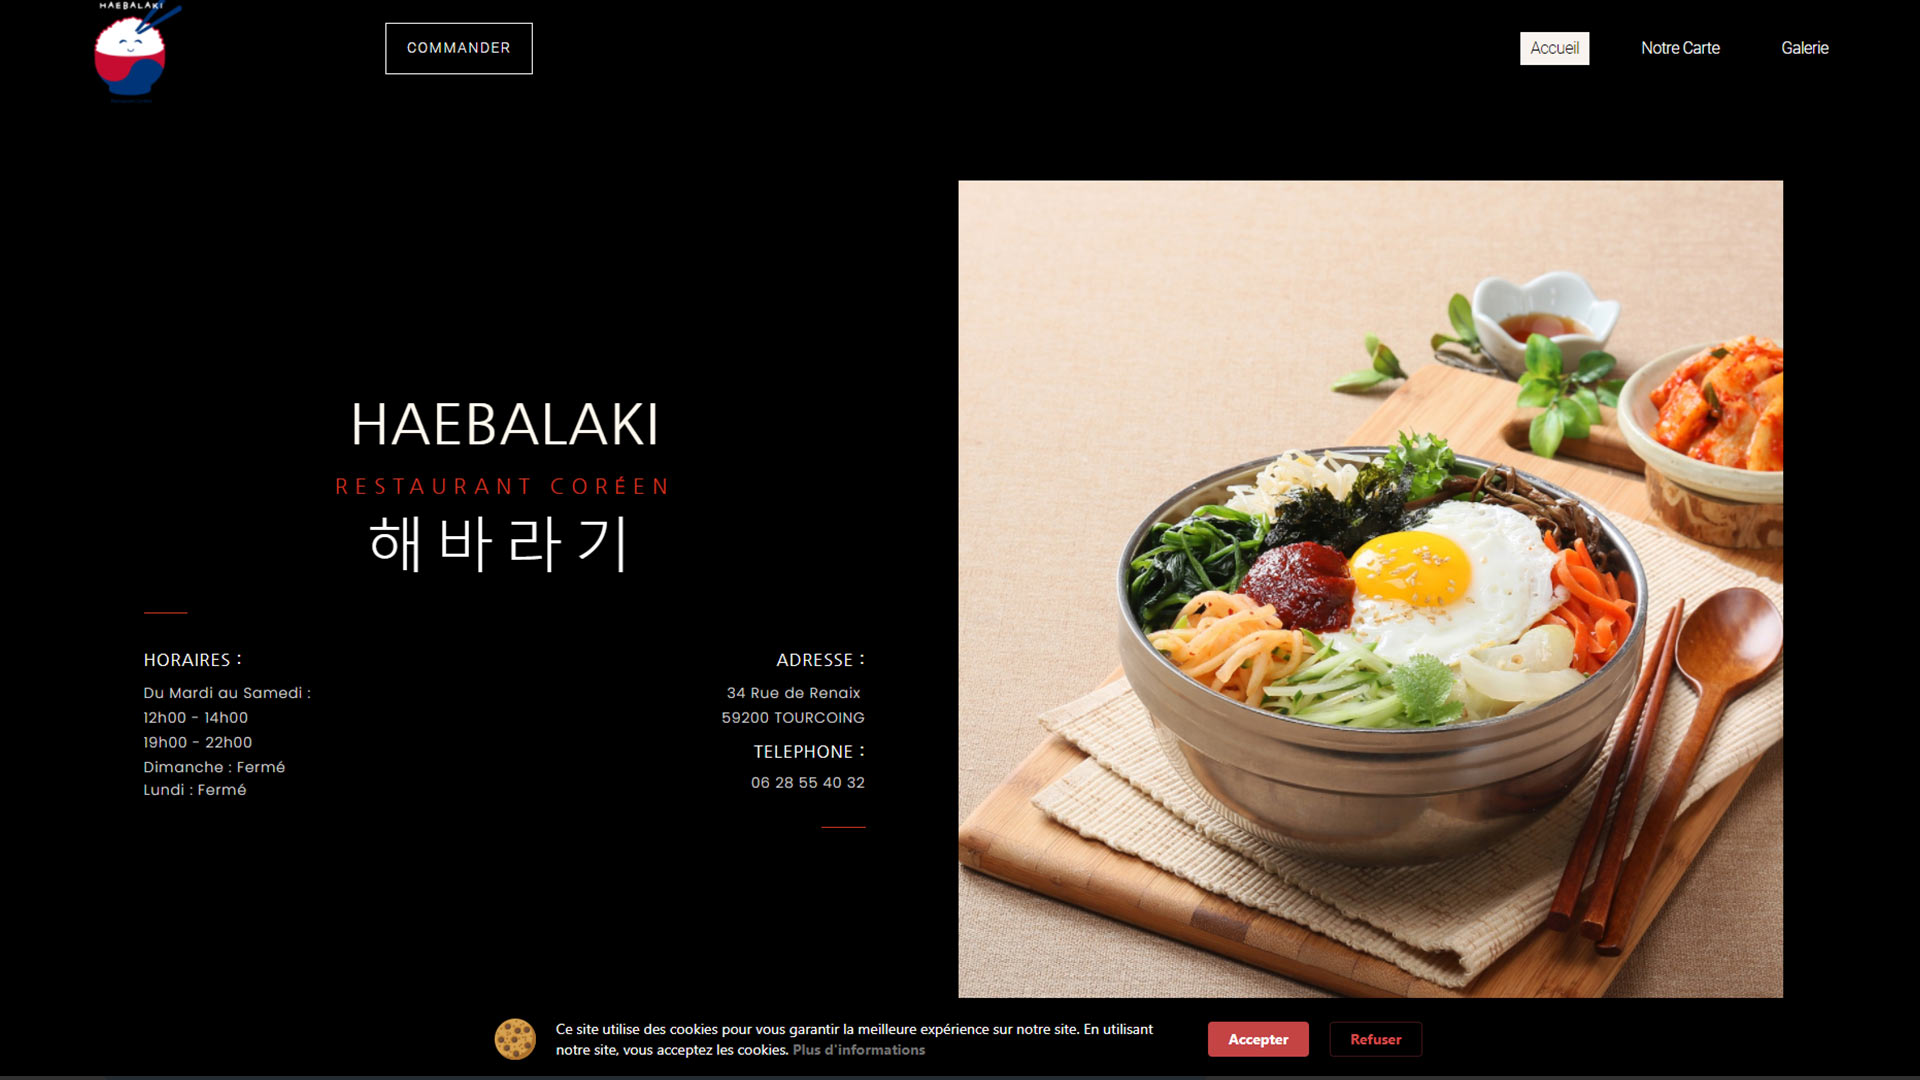 HAEBALAKI
COMMANDER
Accueil
Notre Carte
Galerie
HAEBALAKI
RESTAURANT CORÉEN
해바라기
HORAIRES :
Du Mardi au Samedi :
12h00 - 14h00
19h00 - 22h00
Dimanche : Fermé
Lundi : Fermé
ADRESSE :
34 Rue de Renaix
59200 TOURCOING
TELEPHONE :
06 28 55 40 32
Ce site utilise des cookies pour vous garantir la meilleure expérience sur notre site. En utilisant
notre site, vous acceptez les cookies. Plus d'informations
Accepter
Refuser